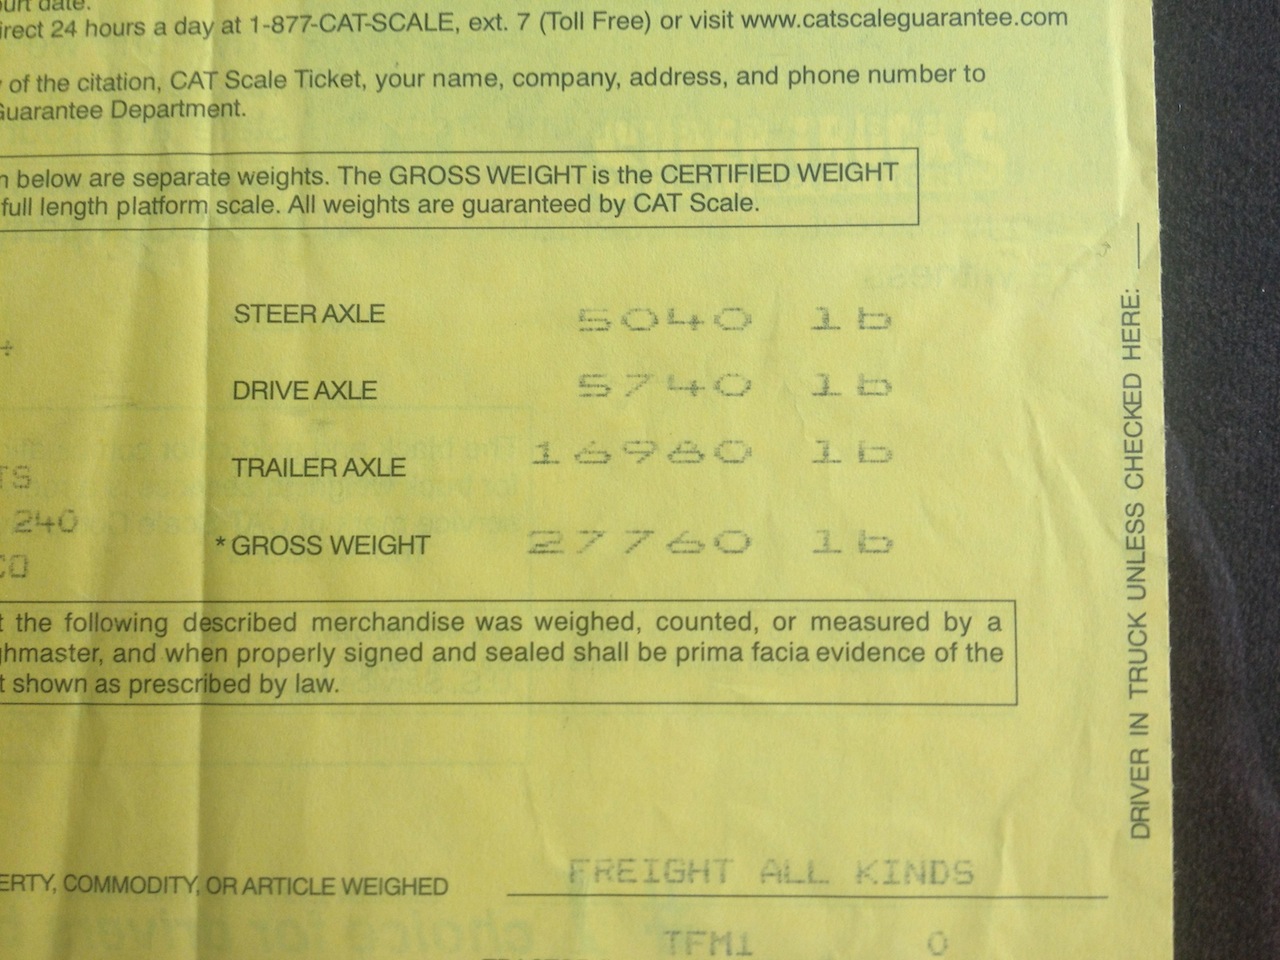 ourt date.
irect 24 hours a day at 1-877-CAT-SCALE, ext. 7 (Toll Free) or visit www.catscaleguarantee.com
of the citation, CAT Scale Ticket, your name, company, address, and phone number to
Guarantee Department.
n below are separate weights. The GROSS WEIGHT is the CERTIFIED WEIGHT
full length platform scale. All weights are guaranteed by CAT Scale.
STEER AXLE 5040 lb
DRIVE AXLE 5740 lb
TRAILER AXLE 16980 lb
TS
240
* GROSS WEIGHT 27760 lb
CO
t the following described merchandise was weighed, counted, or measured by a
ghmaster, and when properly signed and sealed shall be prima facia evidence of the
t shown as prescribed by law.
DRIVER IN TRUCK UNLESS CHECKED HERE:
ERTY, COMMODITY, OR ARTICLE WEIGHED FREIGHT ALL KINDS
TFM1 0